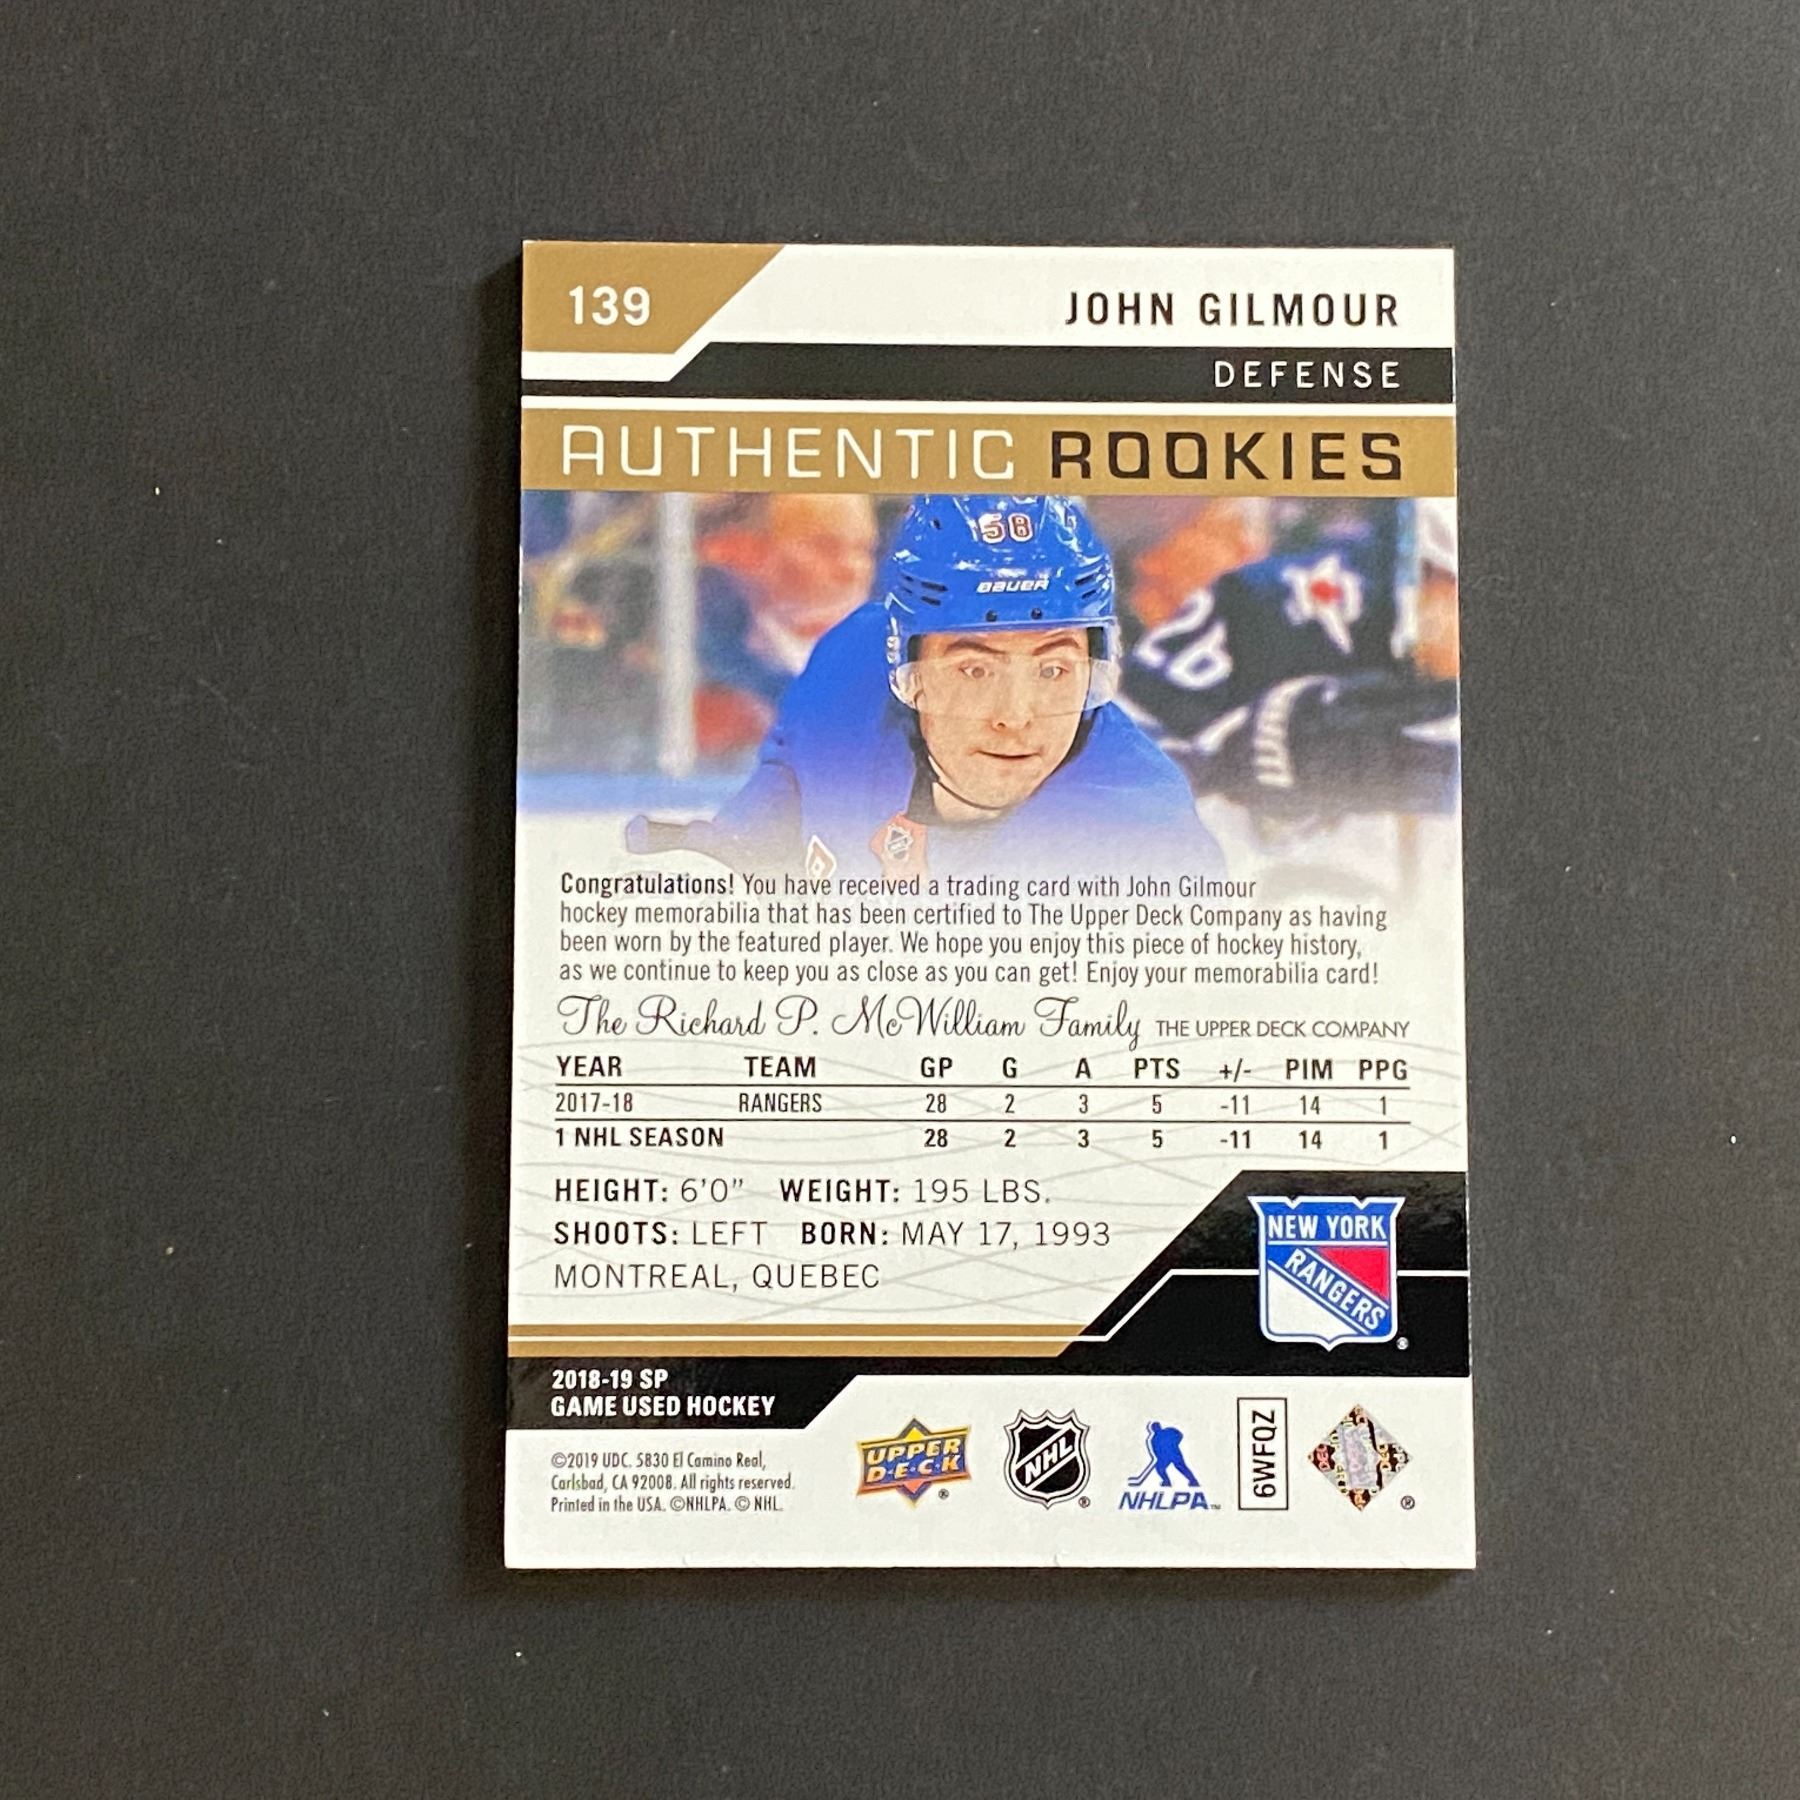 139
JOHN GILMOUR
DEFENSE
AUTHENTIC ROOKIES
58
BAUER
28
Congratulations! You have received a trading card with John Gilmour
hockey memorabilia that has been certified to The Upper Deck Company as having
been worn by the featured player. We hope you enjoy this piece of hockey history,
as we continue to keep you as close as you can get! Enjoy your memorabilia card!
The Richard P. McWilliam Family THE UPPER DECK COMPANY
YEAR TEAM GP G A PTS +/- PIM PPG
2017-18 RANGERS 28 2 3 5 -11 14 1
1 NHL SEASON 28 2 3 5 -11 14 1
HEIGHT: 6'0" WEIGHT: 195 LBS.
SHOOTS: LEFT BORN: MAY 17, 1993
MONTREAL, QUEBEC
NEW YORK
RANGERS
®
2018-19 SP
GAME USED HOCKEY
©2019 UDC. 5830 El Camino Real,
Carlsbad, CA 92008. All rights reserved.
Printed in the USA. ©NHLPA. © NHL.
UPPER
D·E·C·K ®
NHL ®
NHLPA™
6WFQZ
®